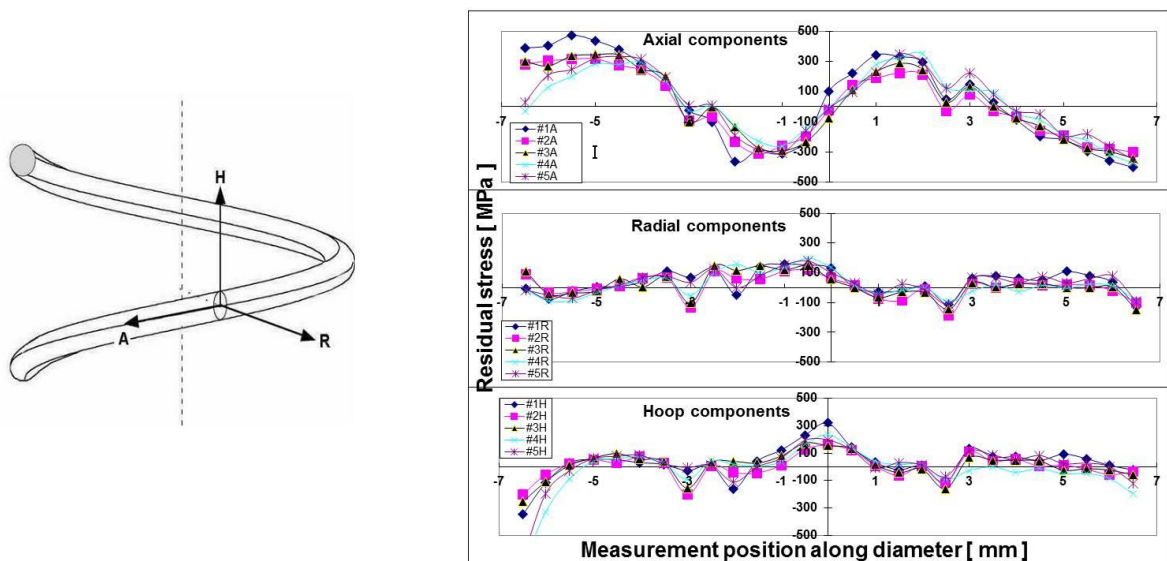 H
A
R
Residual stress [ MPa]
Axial components
500
300
100
-100
-300
-500
-7
-5
-3
-1
1
3
5
7
#1A
#2A
#3A
#4A
#5A
Radial components
500
300
100
-100
-300
-500
-7
-5
-3
-1
1
3
5
7
#1R
#2R
#3R
#4R
#5R
Hoop components
500
300
100
-100
-300
-500
-7
-5
-3
-1
1
3
5
7
#1H
#2H
#3H
#4H
#5H
Measurement position along diameter [ mm ]